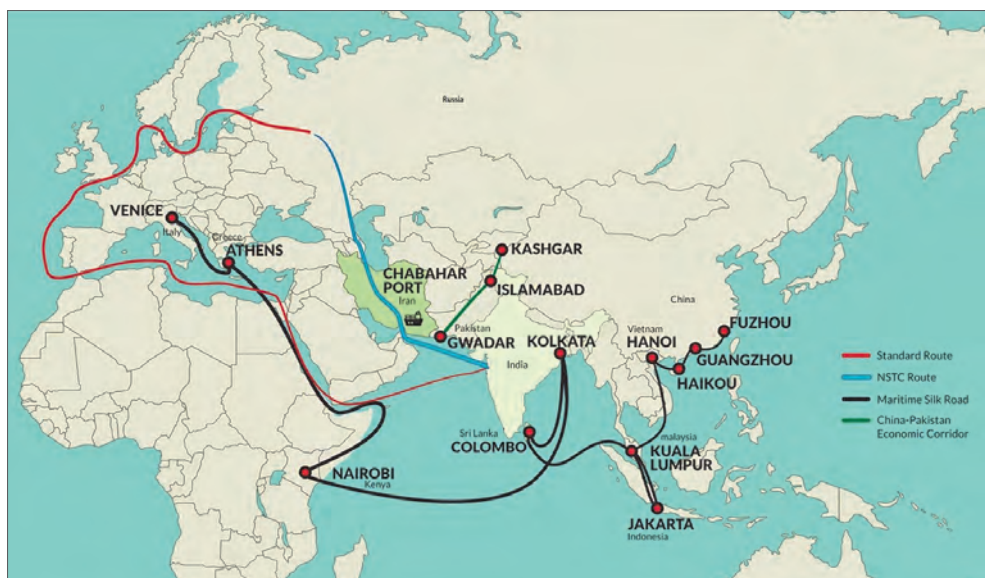 Russia
VENICE
Italy
Greece
ATHENS
CHABAHAR
PORT
Iran
KASHGAR
ISLAMABAD
Pakistan
GWADAR
India
KOLKATA
China
Vietnam
HANOI
FUZHOU
GUANGZHOU
HAIKOU
Sri Lanka
COLOMBO
malaysia
KUALA
LUMPUR
NAIROBI
Kenya
JAKARTA
Indonesia
Standard Route
NSTC Route
Maritime Silk Road
China-Pakistan
Economic Corridor